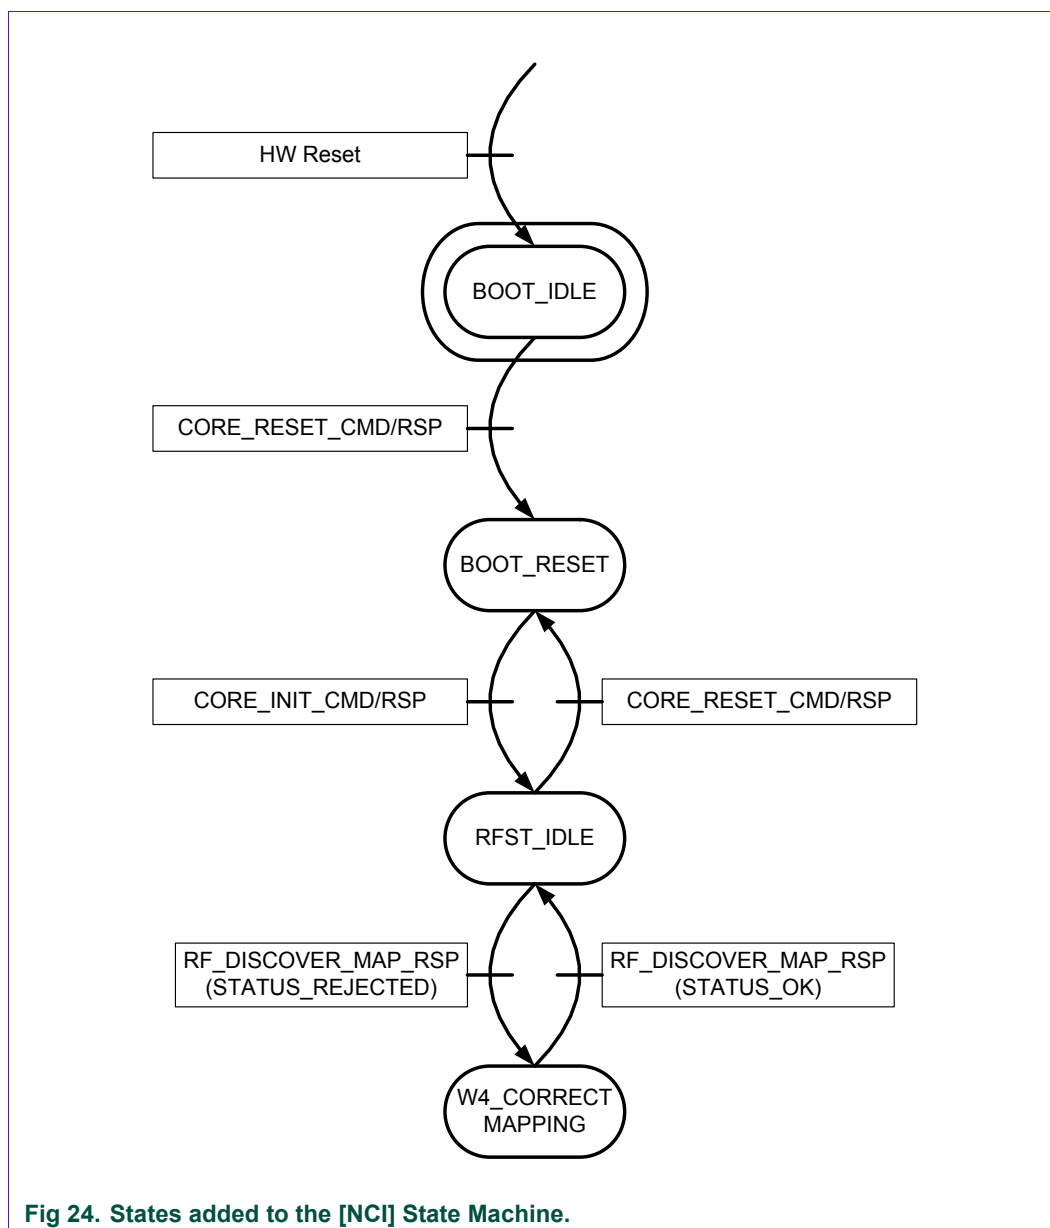 HW Reset
BOOT_IDLE
CORE_RESET_CMD/RSP
BOOT_RESET
CORE_INIT_CMD/RSP
CORE_RESET_CMD/RSP
RFST_IDLE
RF_DISCOVER_MAP_RSP
(STATUS_REJECTED)
RF_DISCOVER_MAP_RSP
(STATUS_OK)
W4_CORRECT
MAPPING
Fig 24. States added to the [NCI] State Machine.